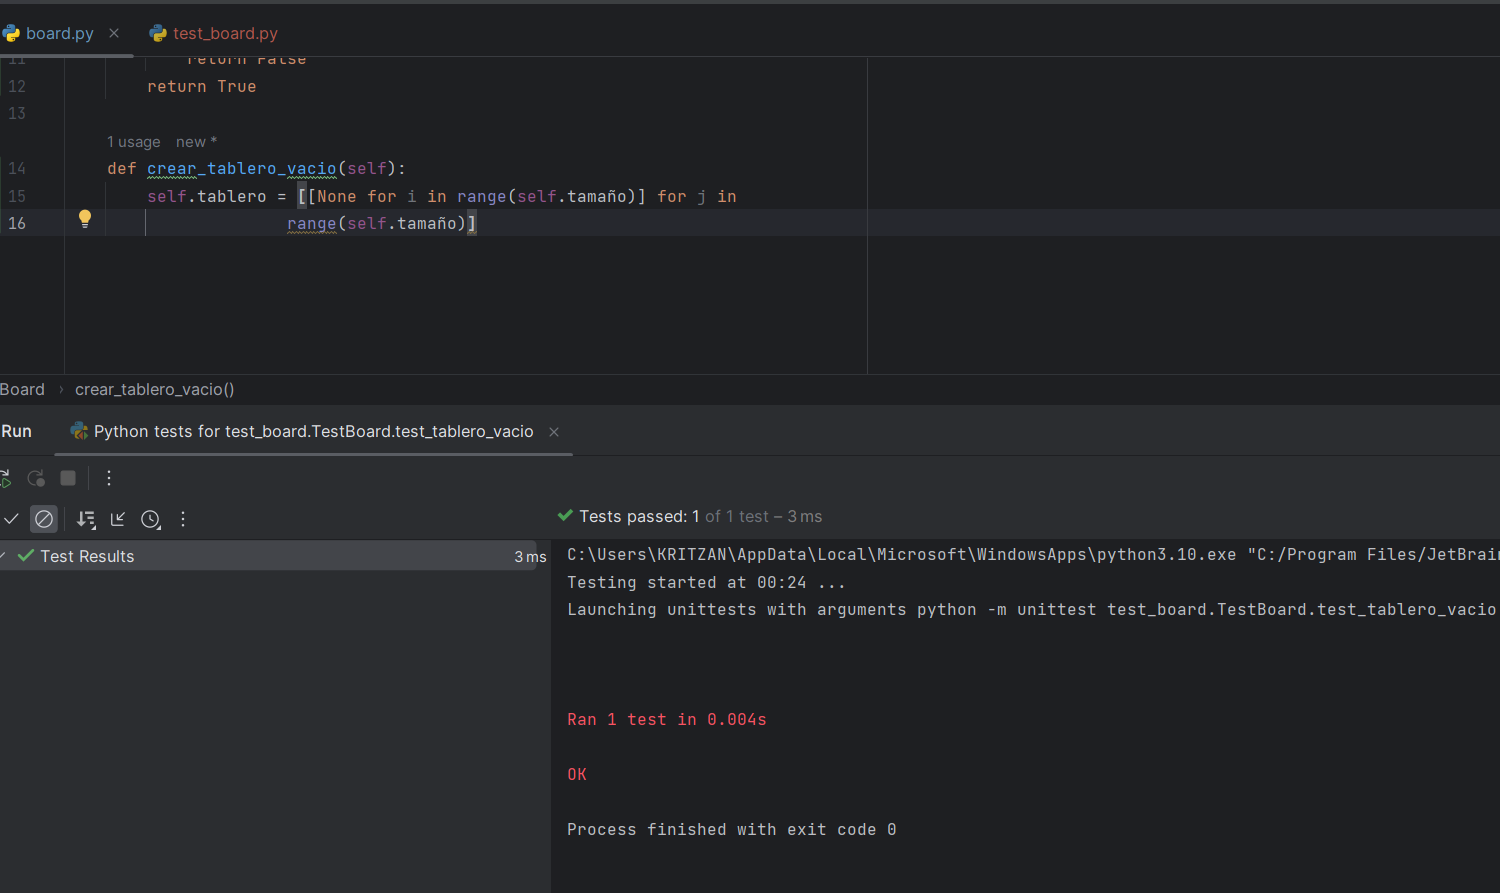 board.py
test_board.py
11 return False
12 return True
13
1 usage new *
14 def crear_tablero_vacio(self):
15 self.tablero = [[None for i in range(self.tamaño)] for j in
16 range(self.tamaño)]
Board › crear_tablero_vacio()
Run Python tests for test_board.TestBoard.test_tablero_vacio
Tests passed: 1 of 1 test – 3 ms
Test Results 3 ms
C:\Users\KRITZAN\AppData\Local\Microsoft\WindowsApps\python3.10.exe "C:/Program Files/JetBrain
Testing started at 00:24 ...
Launching unittests with arguments python -m unittest test_board.TestBoard.test_tablero_vacio
Ran 1 test in 0.004s
OK
Process finished with exit code 0